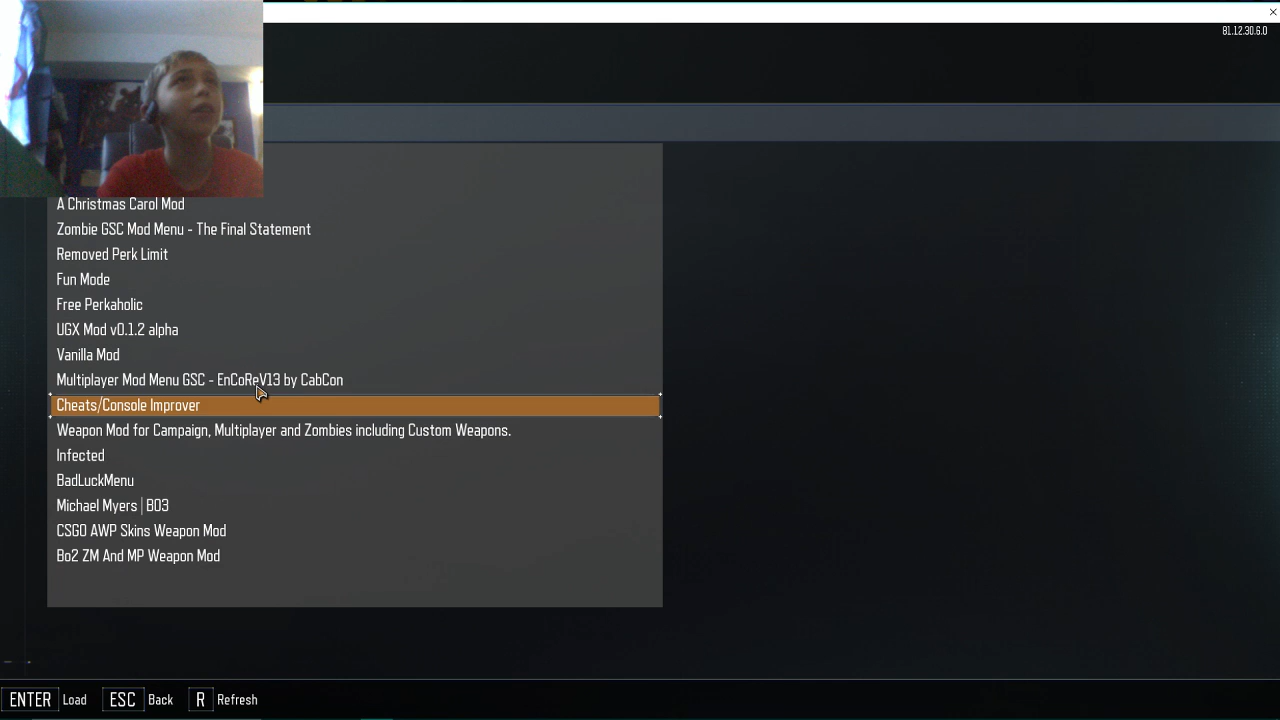 81.12.30.6.0
A Christmas Carol Mod
Zombie GSC Mod Menu - The Final Statement
Removed Perk Limit
Fun Mode
Free Perkaholic
UGX Mod v0.1.2 alpha
Vanilla Mod
Multiplayer Mod Menu GSC - EnCoReV13 by CabCon
Cheats/Console Improver
Weapon Mod for Campaign, Multiplayer and Zombies including Custom Weapons.
Infected
BadLuckMenu
Michael Myers | BO3
CSGO AWP Skins Weapon Mod
Bo2 ZM And MP Weapon Mod
ENTER Load ESC Back R Refresh